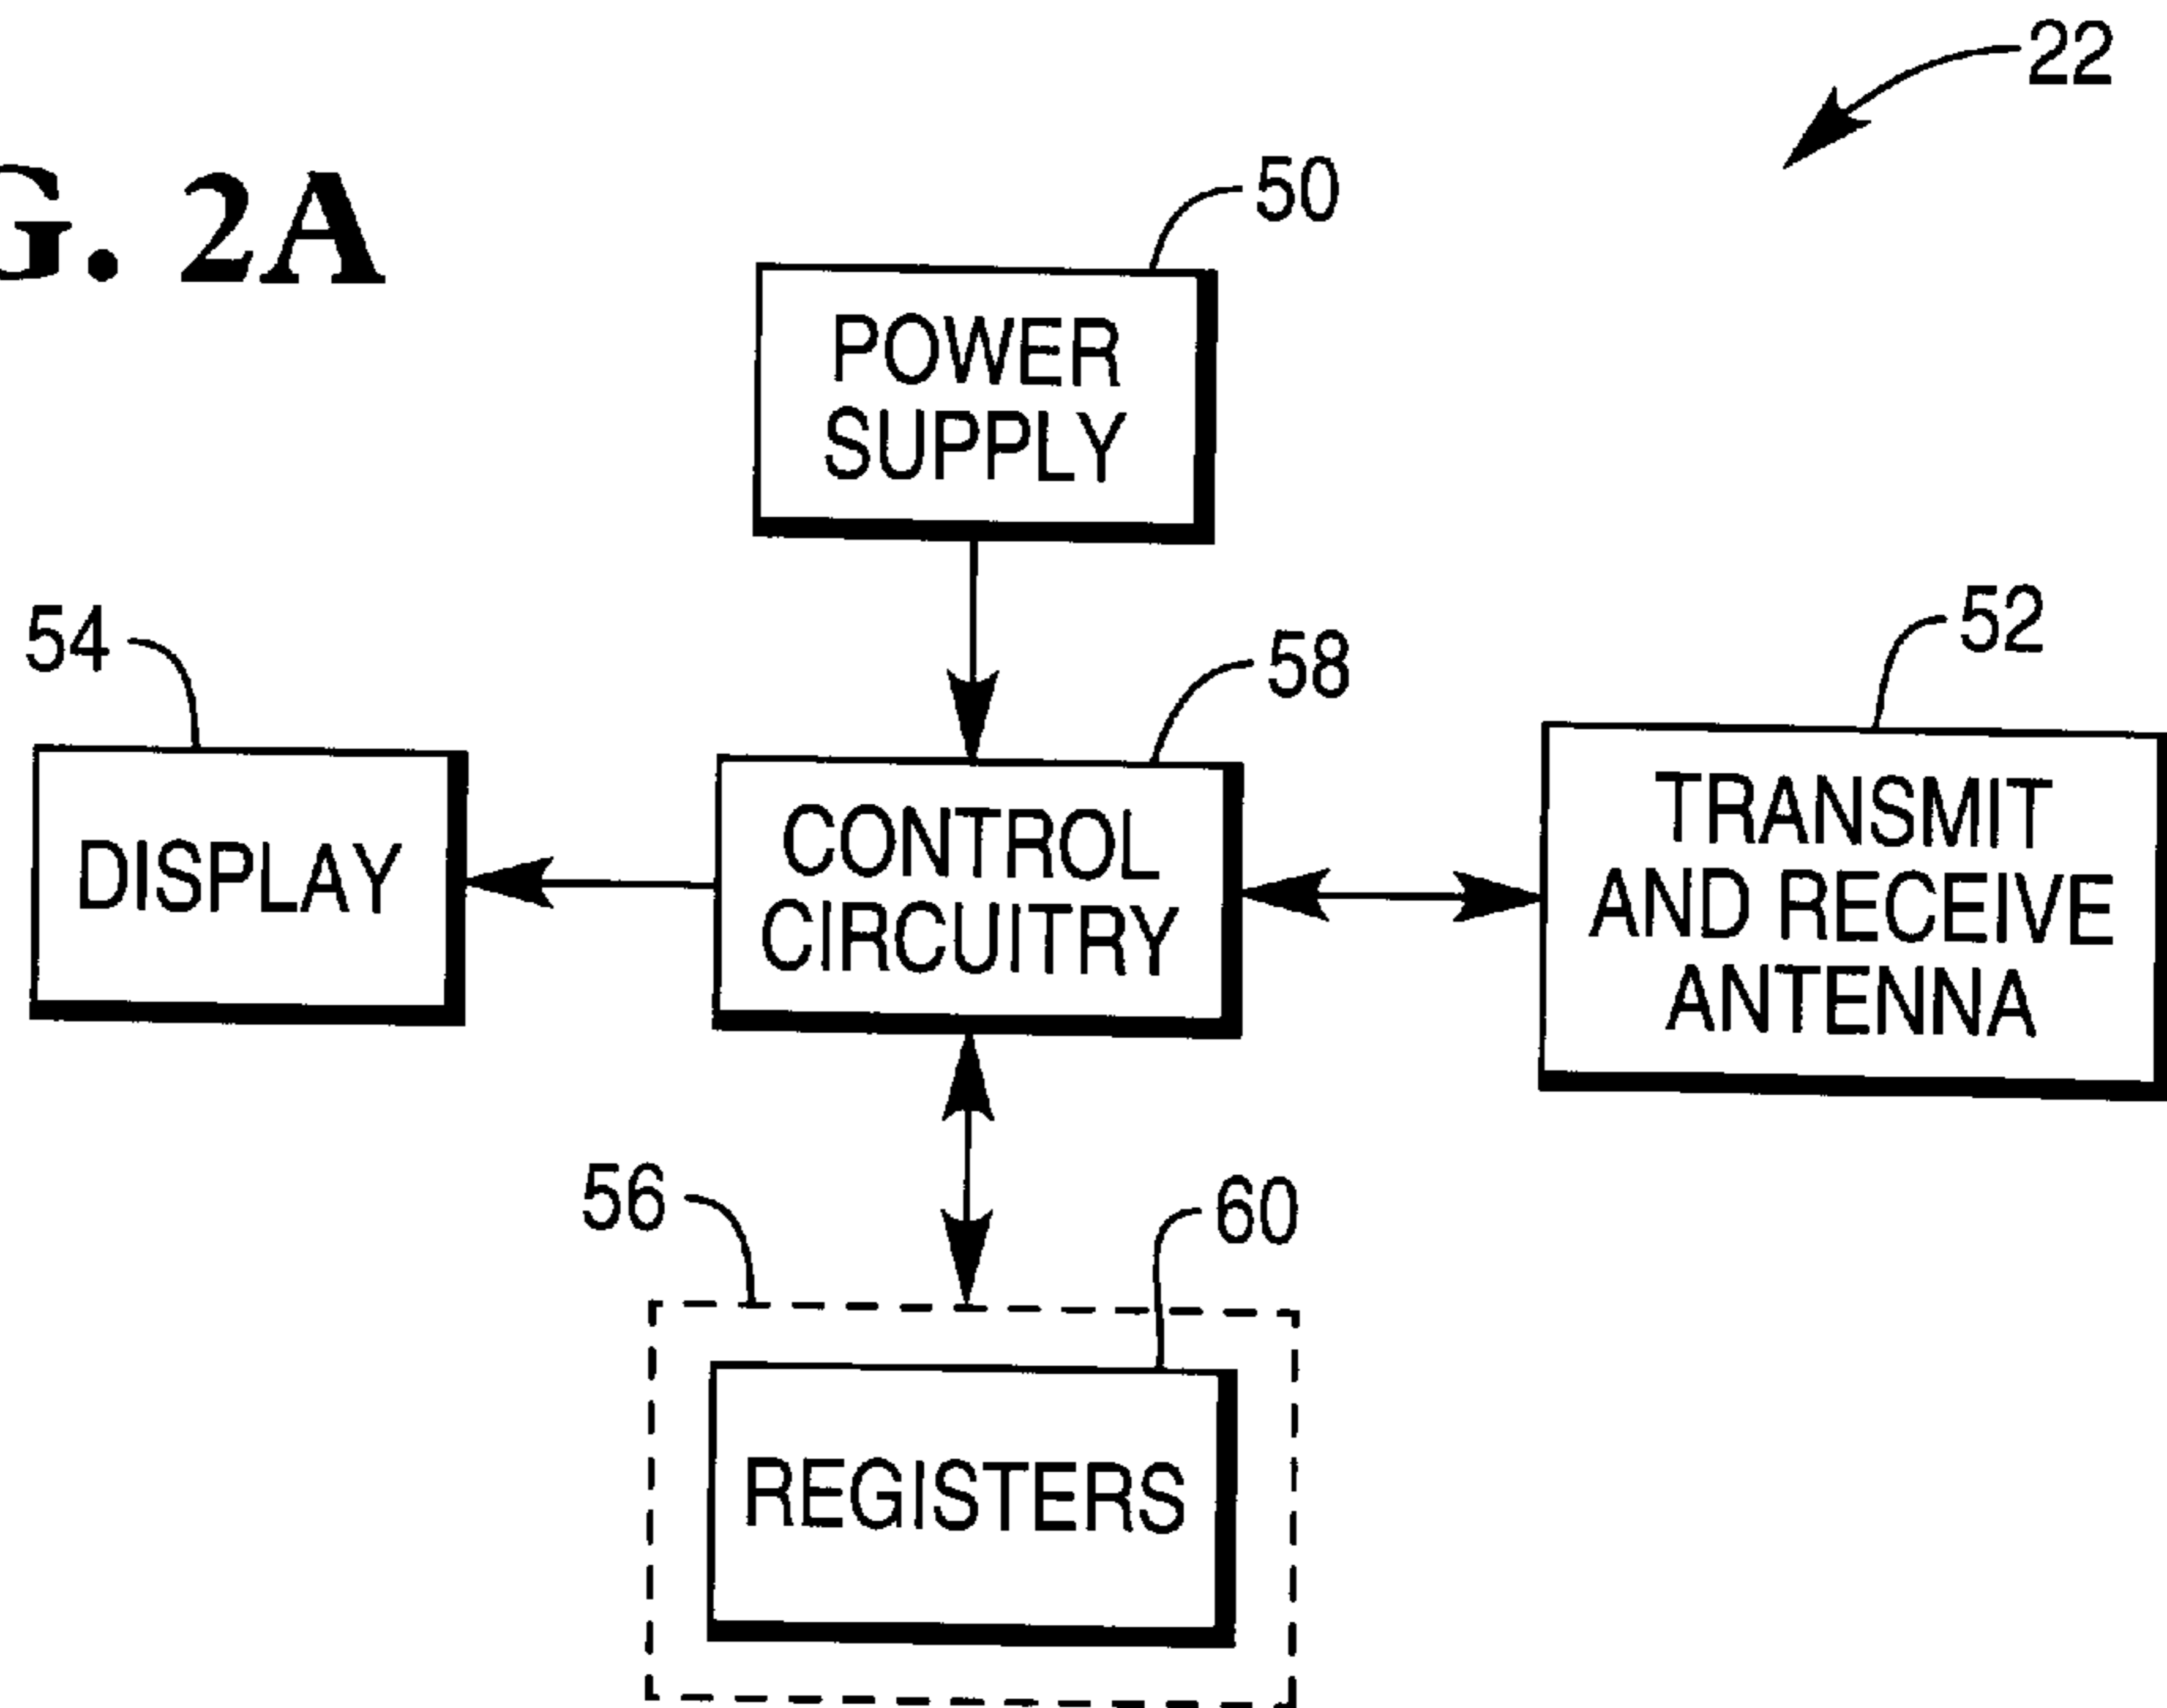 22
G. 2A
50
POWER
SUPPLY
54
58
52
DISPLAY
CONTROL
CIRCUITRY
TRANSMIT
AND RECEIVE
ANTENNA
56
60
REGISTERS